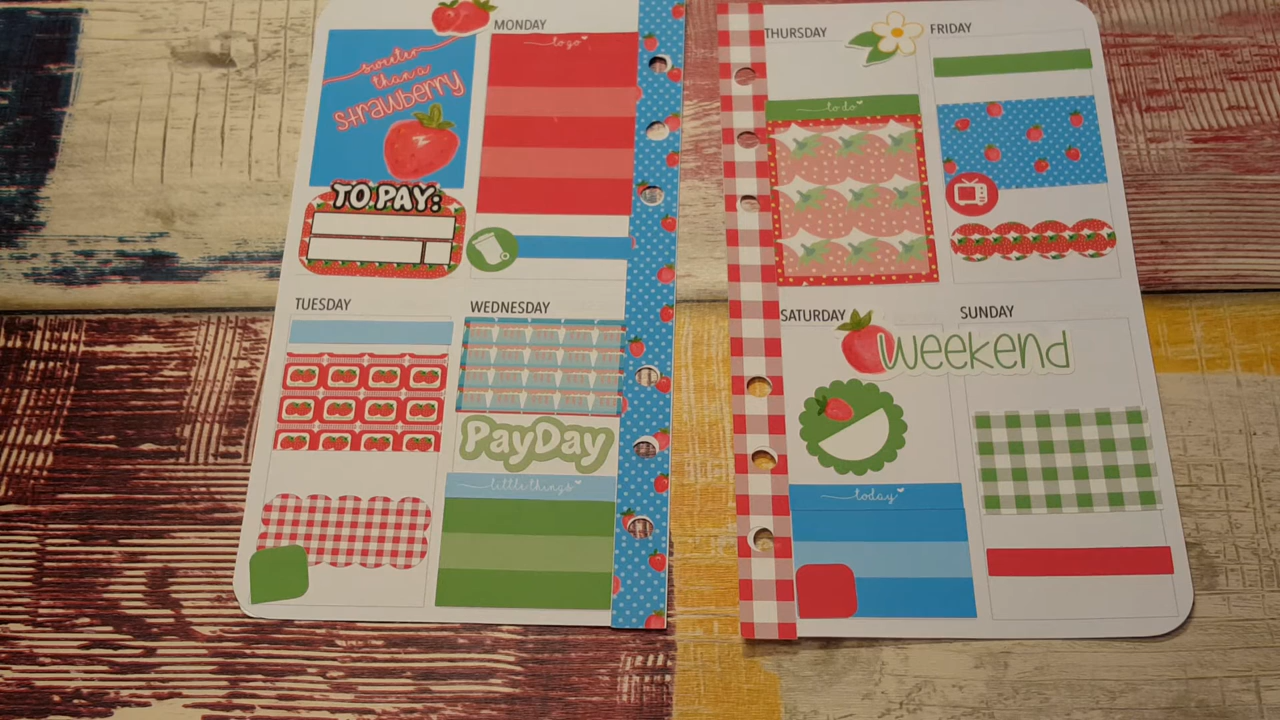 sweeter
than a
strawberry
TO PAY:
MONDAY
to go
TUESDAY
WEDNESDAY
PayDay
little things
THURSDAY
to do
FRIDAY
SATURDAY
SUNDAY
weekend
today